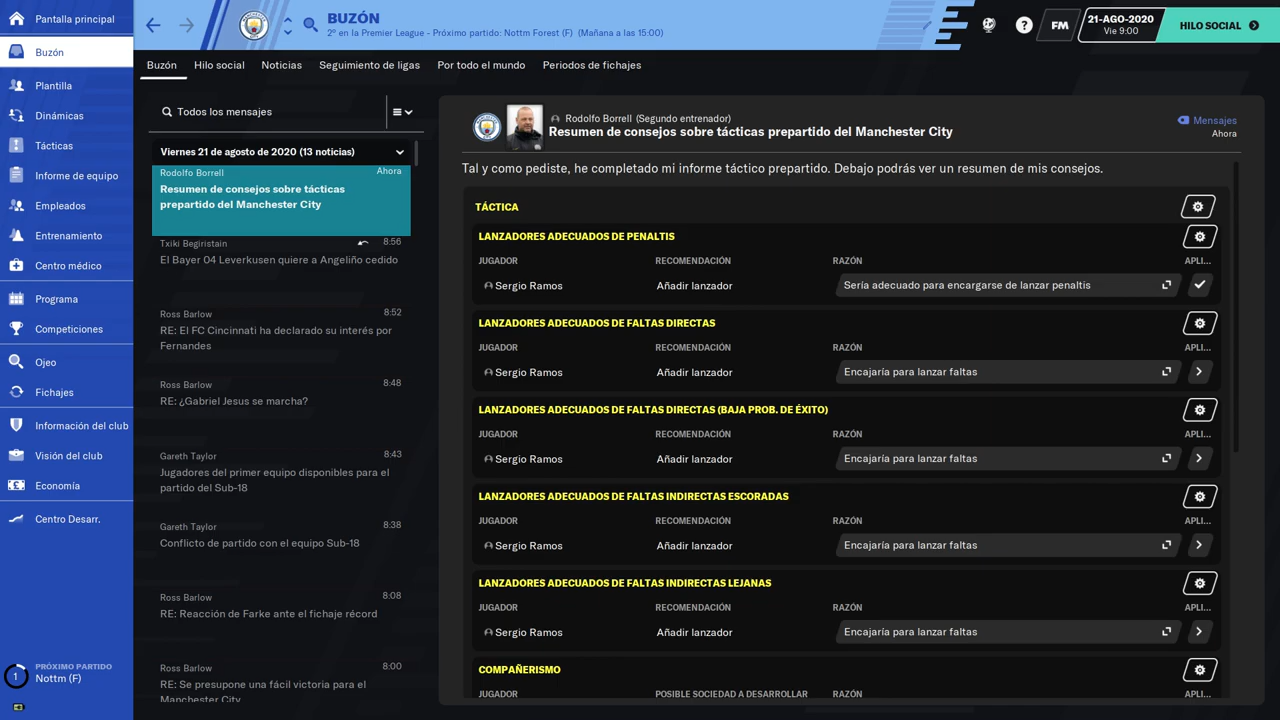 Pantalla principal
Buzón
Plantilla
Dinámicas
Tácticas
Informe de equipo
Empleados
Entrenamiento
Centro médico
Programa
Competiciones
Ojeo
Fichajes
Información del club
Visión del club
Economía
Centro Desarr.
1
PRÓXIMO PARTIDO
Nottm (F)
BUZÓN
2º en la Premier League - Próximo partido: Nottm Forest (F) (Mañana a las 15:00)
FM
21-AGO-2020
Vie 9:00
HILO SOCIAL
Buzón
Hilo social
Noticias
Seguimiento de ligas
Por todo el mundo
Periodos de fichajes
Todos los mensajes
Viernes 21 de agosto de 2020 (13 noticias)
Rodolfo Borrell
Ahora
Resumen de consejos sobre tácticas
prepartido del Manchester City
Txiki Begiristain
8:56
El Bayer 04 Leverkusen quiere a Angeliño cedido
Ross Barlow
8:52
RE: El FC Cincinnati ha declarado su interés por
Fernandes
Ross Barlow
8:48
RE: ¿Gabriel Jesus se marcha?
Gareth Taylor
8:43
Jugadores del primer equipo disponibles para el
partido del Sub-18
Gareth Taylor
8:38
Conflicto de partido con el equipo Sub-18
Ross Barlow
8:08
RE: Reacción de Farke ante el fichaje récord
Ross Barlow
8:00
RE: Se presupone una fácil victoria para el
Manchester City
Rodolfo Borrell (Segundo entrenador)
Resumen de consejos sobre tácticas prepartido del Manchester City
Mensajes
Ahora
Tal y como pediste, he completado mi informe táctico prepartido. Debajo podrás ver un resumen de mis consejos.
TÁCTICA
LANZADORES ADECUADOS DE PENALTIS
JUGADOR RECOMENDACIÓN RAZÓN APLI...
Sergio Ramos Añadir lanzador Sería adecuado para encargarse de lanzar penaltis
LANZADORES ADECUADOS DE FALTAS DIRECTAS
JUGADOR RECOMENDACIÓN RAZÓN APLI...
Sergio Ramos Añadir lanzador Encajaría para lanzar faltas
LANZADORES ADECUADOS DE FALTAS DIRECTAS (BAJA PROB. DE ÉXITO)
JUGADOR RECOMENDACIÓN RAZÓN APLI...
Sergio Ramos Añadir lanzador Encajaría para lanzar faltas
LANZADORES ADECUADOS DE FALTAS INDIRECTAS ESCORADAS
JUGADOR RECOMENDACIÓN RAZÓN APLI...
Sergio Ramos Añadir lanzador Encajaría para lanzar faltas
LANZADORES ADECUADOS DE FALTAS INDIRECTAS LEJANAS
JUGADOR RECOMENDACIÓN RAZÓN APLI...
Sergio Ramos Añadir lanzador Encajaría para lanzar faltas
COMPAÑERISMO
JUGADOR POSIBLE SOCIEDAD A DESARROLLAR RAZÓN APLI...